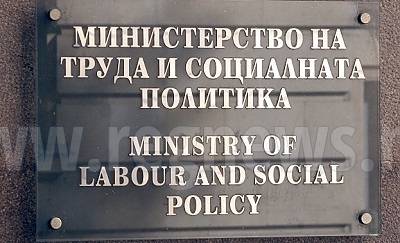 МИНИСТЕРСТВО НА
ТРУДА И СОЦИАЛНАТА
ПОЛИТИКА
MINISTRY OF
LABOUR AND SOCIAL
POLICY